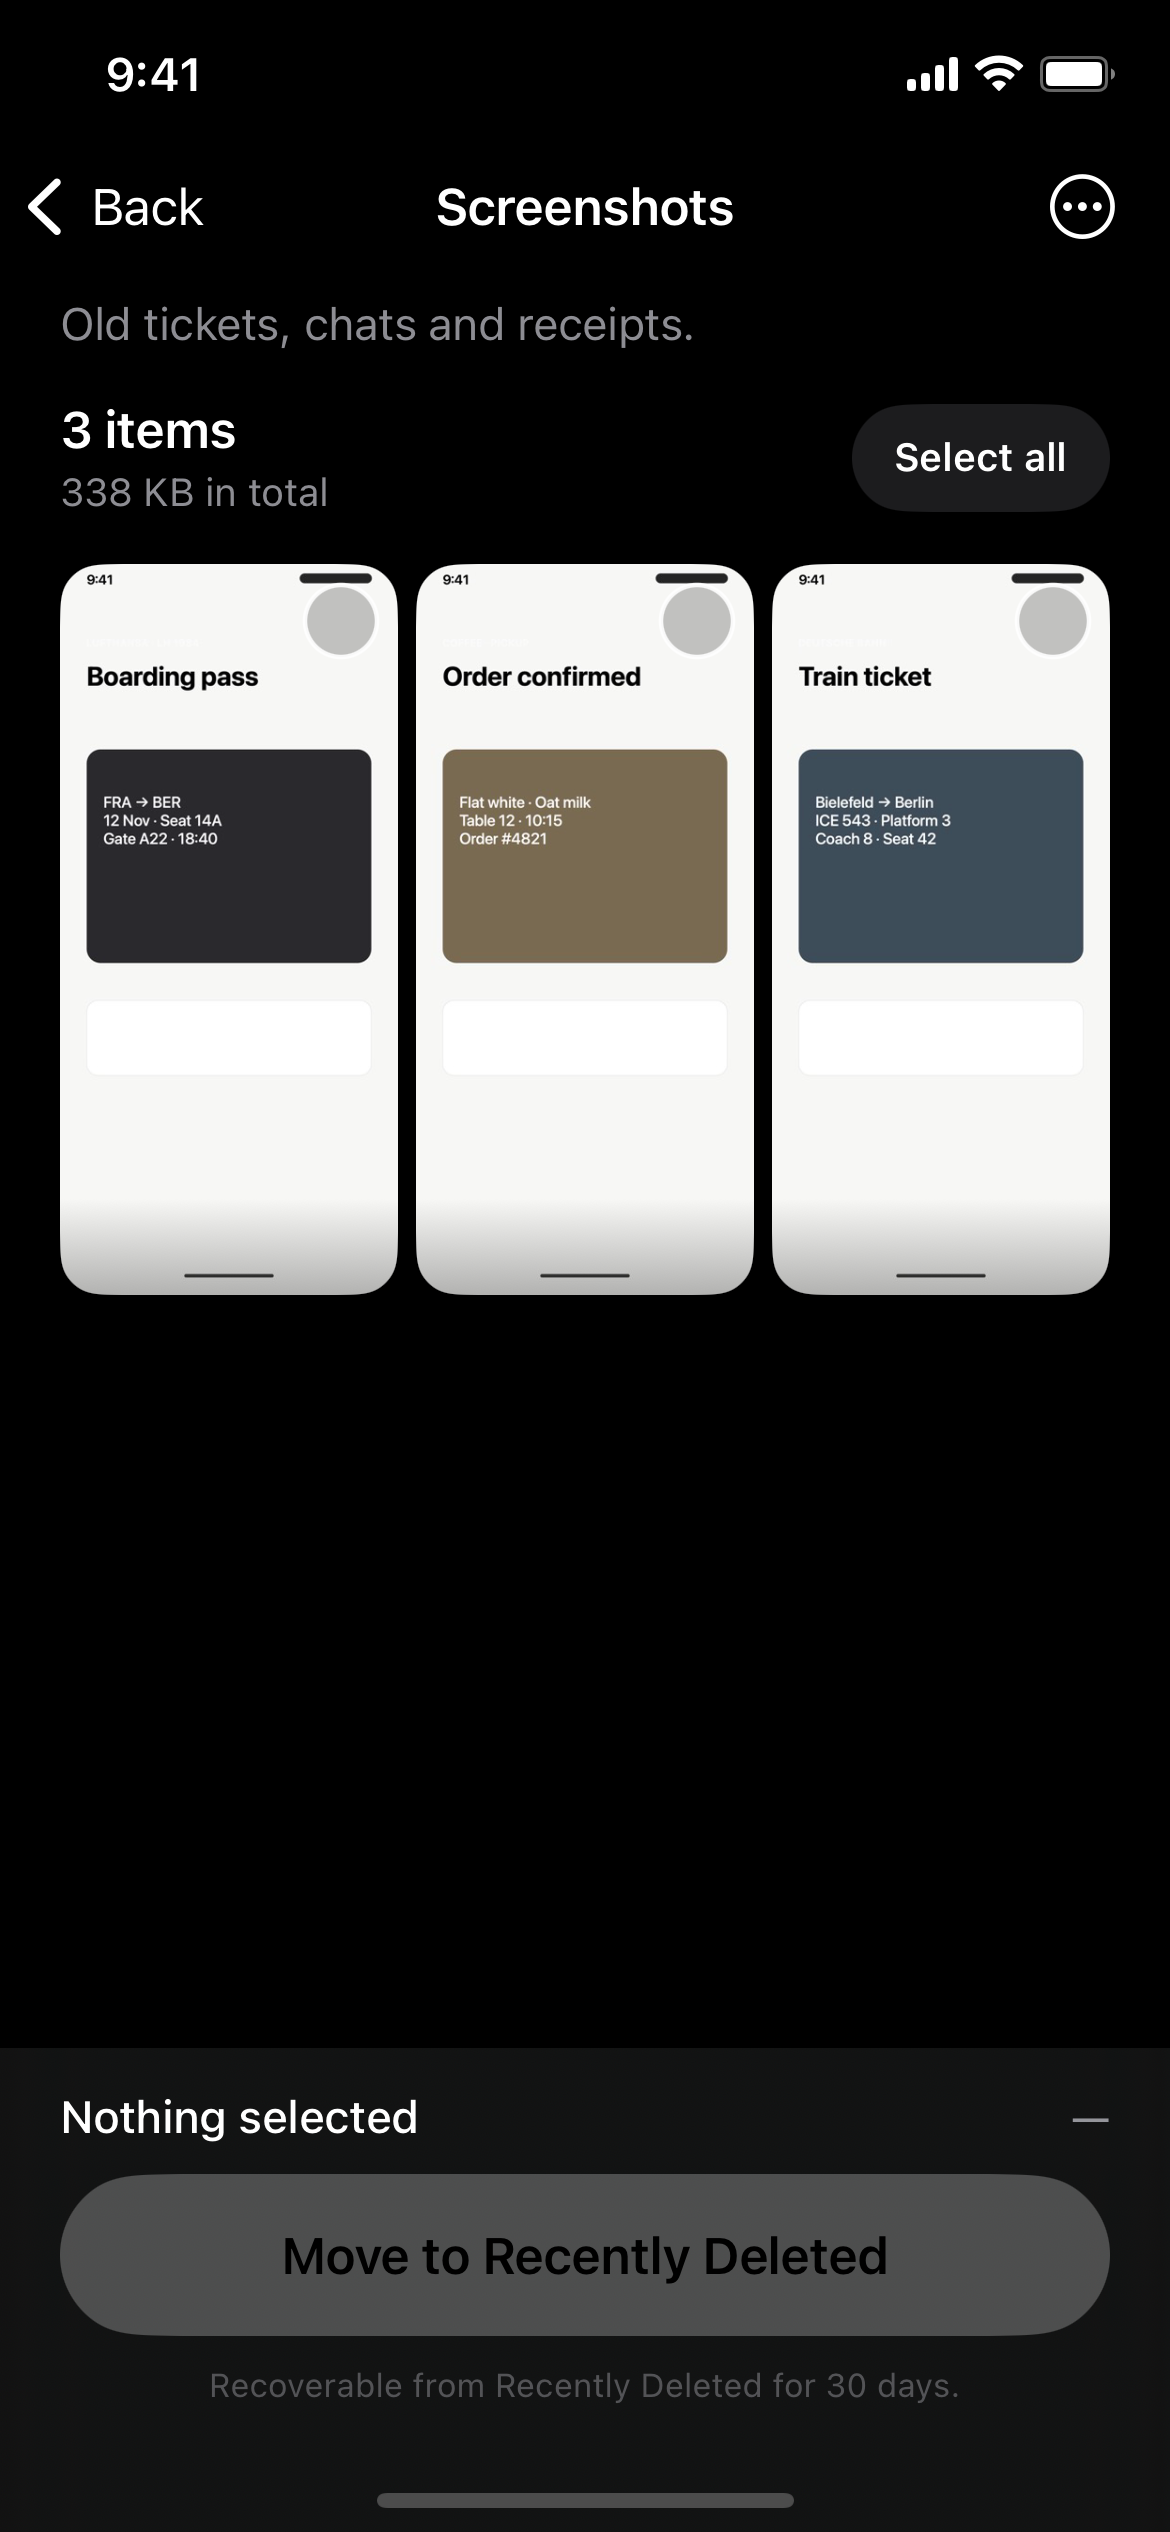 9:41
Back
Screenshots
Old tickets, chats and receipts.
3 items
338 KB in total
Select all
9:41
Boarding pass
FRA → BER
12 Nov · Seat 14A
Gate A22 · 18:40
9:41
Order confirmed
Flat white · Oat milk
Table 12 · 10:15
Order #4821
9:41
Train ticket
Bielefeld → Berlin
ICE 543 · Platform 3
Coach 8 · Seat 42
Nothing selected
—
Move to Recently Deleted
Recoverable from Recently Deleted for 30 days.